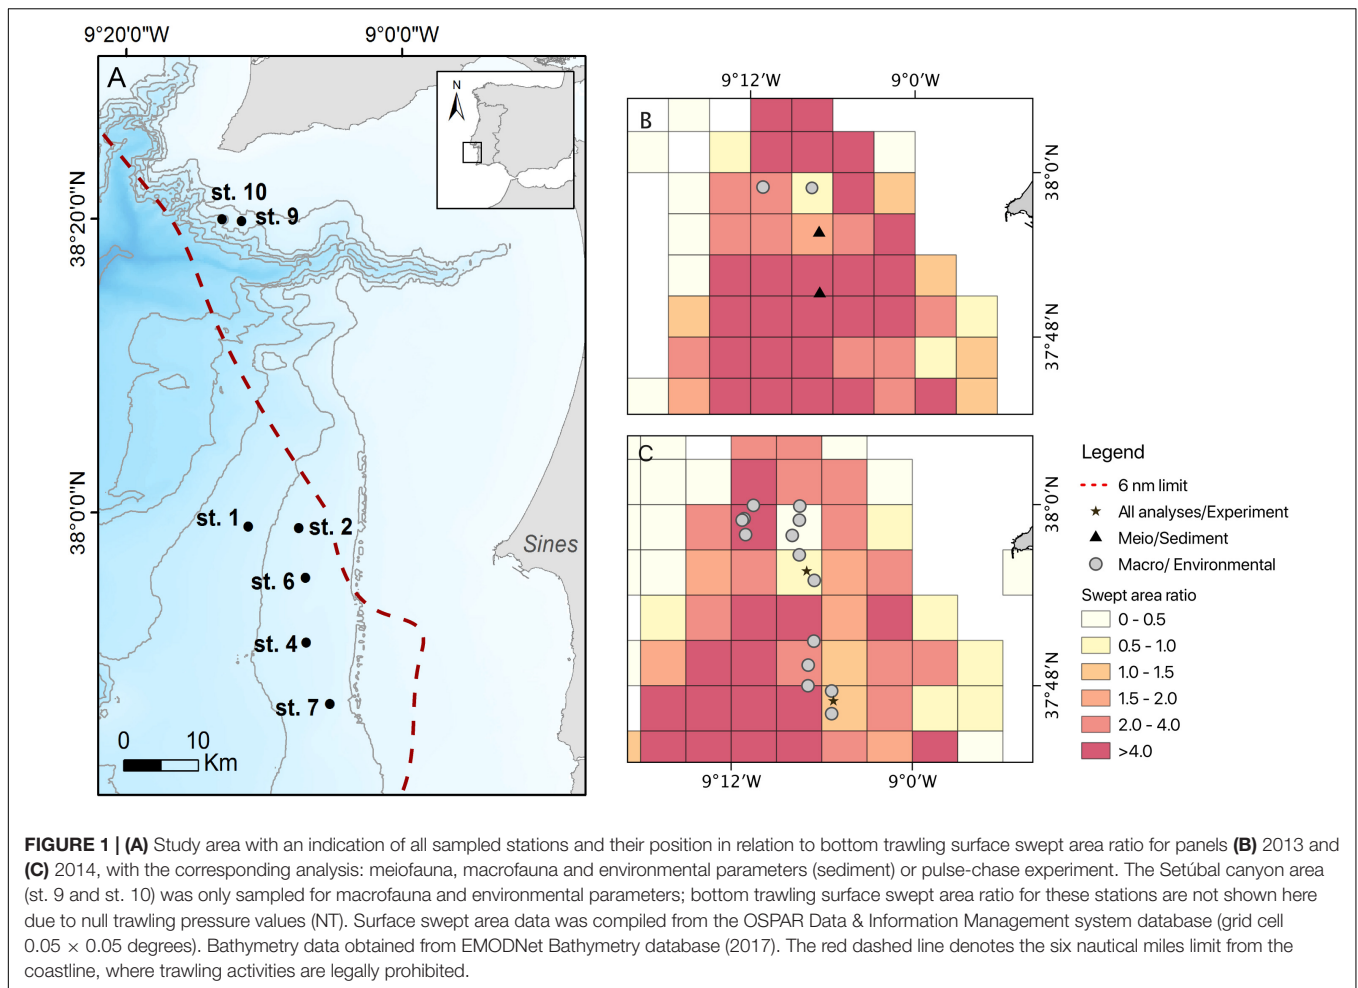 9°20'0"W
9°0'0"W
A
N
38°20'0"N
st. 10
st. 9
38°0'0"N
st. 1
st. 2
st. 6
st. 4
st. 7
Sines
0 10
Km
9°12'W
9°0'W
B
38°0'N
37°48'N
C
38°0'N
37°48'N
9°12'W
9°0'W
Legend
6 nm limit
All analyses/Experiment
Meio/Sediment
Macro/ Environmental
Swept area ratio
0 - 0.5
0.5 - 1.0
1.0 - 1.5
1.5 - 2.0
2.0 - 4.0
>4.0
FIGURE 1 | (A) Study area with an indication of all sampled stations and their position in relation to bottom trawling surface swept area ratio for panels (B) 2013 and
(C) 2014, with the corresponding analysis: meiofauna, macrofauna and environmental parameters (sediment) or pulse-chase experiment. The Setúbal canyon area
(st. 9 and st. 10) was only sampled for macrofauna and environmental parameters; bottom trawling surface swept area ratio for these stations are not shown here
due to null trawling pressure values (NT). Surface swept area data was compiled from the OSPAR Data & Information Management system database (grid cell
0.05 × 0.05 degrees). Bathymetry data obtained from EMODNet Bathymetry database (2017). The red dashed line denotes the six nautical miles limit from the
coastline, where trawling activities are legally prohibited.